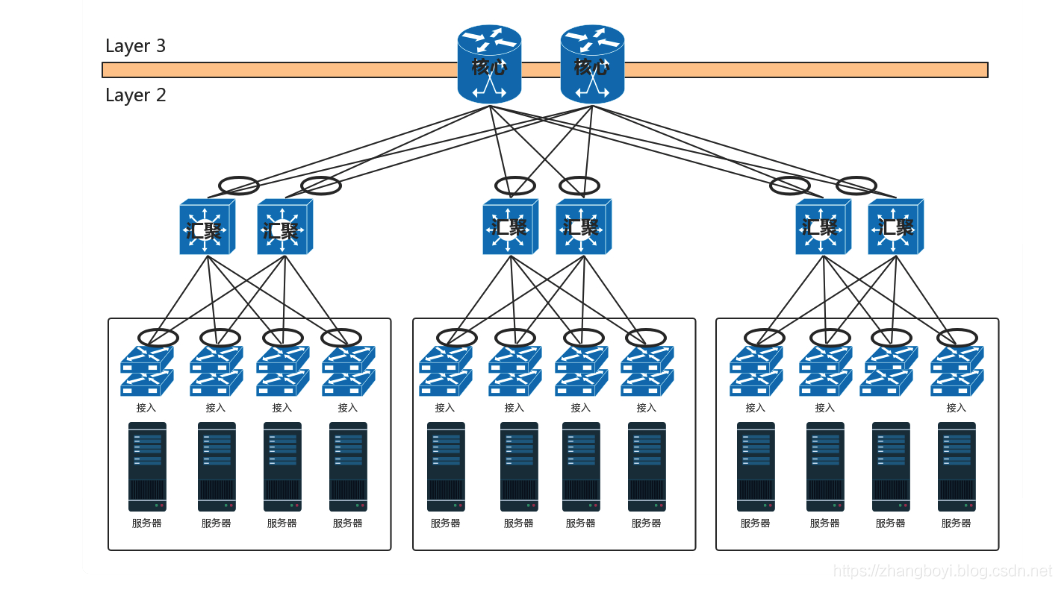 Layer 3
核心 核心
Layer 2
汇聚 汇聚 汇聚 汇聚 汇聚 汇聚
接入 接入 接入 接入 接入 接入 接入 接入 接入 接入 接入
服务器 服务器 服务器 服务器 服务器 服务器 服务器 服务器 服务器 服务器 服务器 服务器
https://zhangboyi.blog.csdn.net